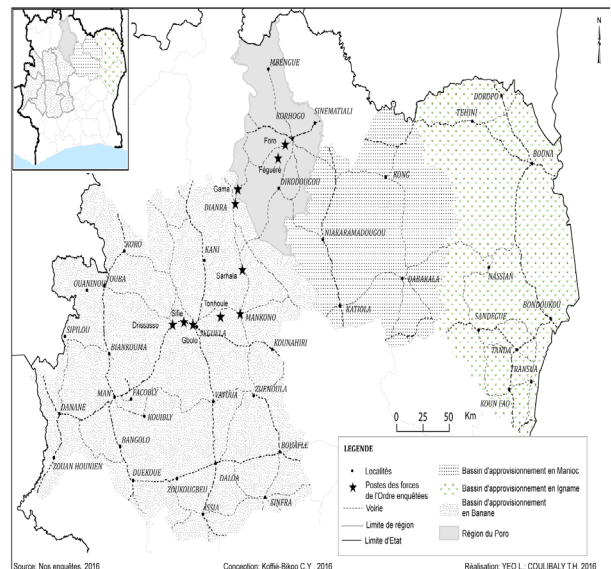 N
MBENGUE
KORHOGO
SINEMATIALI
Foro
Féguéré
DIKODOUGOU
Gama
DIANRA
DOROPO
TEHINI
BOUNA
KONG
NIAKARAMADOUGOU
DABAKALA
KATIOLA
NASSIAN
BONDOUKOU
SANDEGUE
TANDA
TRANSUA
KOUN FAO
KORO
KANI
OUANINOU
TOUBA
Sarhala
Tonhoule
MANKONO
Sifie
Drissasso
Gbolo
SEGUELA
SIPILOU
BIANKOUMA
KOUNAHIRI
MAN
FACOBLY
VAVOUA
ZUENOULA
DANANE
KOUIBLY
BANGOLO
ZOUAN HOUNIEN
DUEKOUE
ZOUKOUGBEU
DALOA
BOUAFLE
ISSIA
SINFRA
0 25 50
Km
LEGENDE
Localités
Postes des forces
de l'Ordre enquêtées
Voirie
Limite de région
Limite d'Etat
Bassin d'approvisionnement en Manioc
Bassin d'approvisionnement en Igname
Bassin d'approvisionnement
en Banane
Région du Poro
Source: Nos enquêtes, 2016 Conception: Koffié-Bikpo C.Y., 2016 Réalisation: YEO L.; COULIBALY T.H, 2016